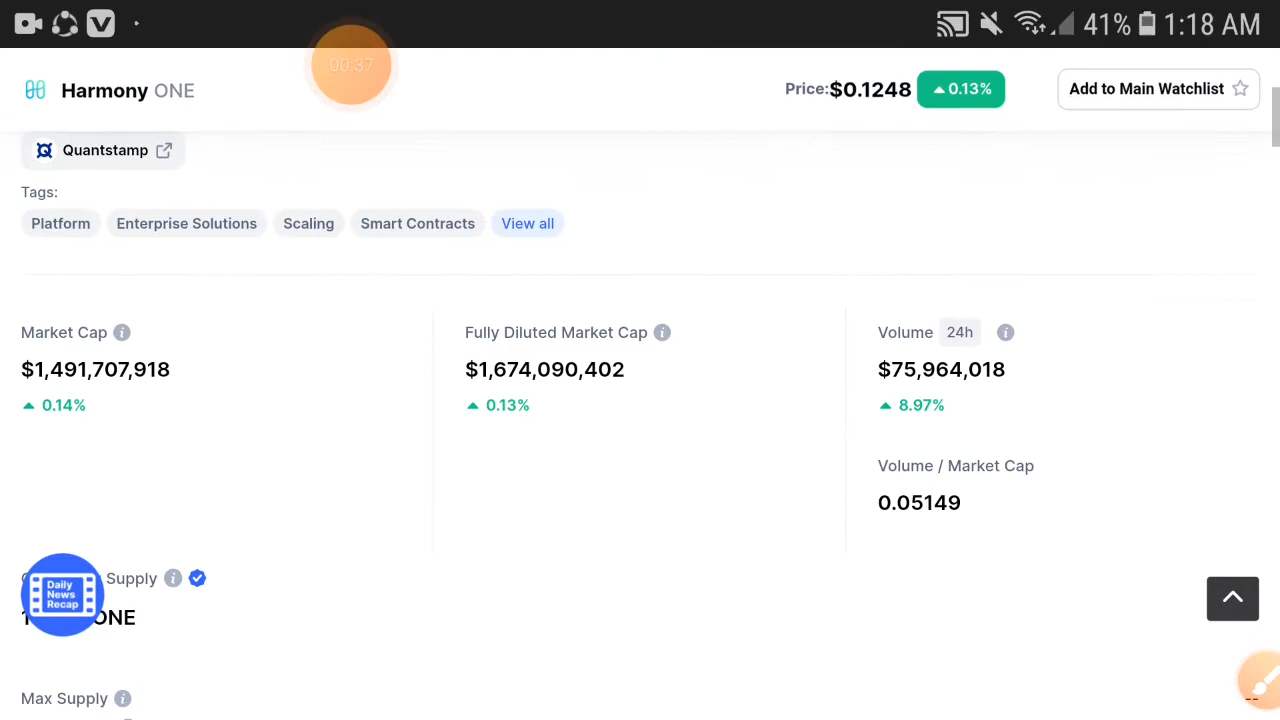 41% 1:18 AM
00:37
Harmony ONE
Price:$0.1248 0.13%
Add to Main Watchlist
Quantstamp
Tags:
Platform Enterprise Solutions Scaling Smart Contracts View all
Market Cap
$1,491,707,918
0.14%
Fully Diluted Market Cap
$1,674,090,402
0.13%
Volume 24h
$75,964,018
8.97%
Volume / Market Cap
0.05149
Supply
ONE
Daily
News
Recap
Max Supply
--